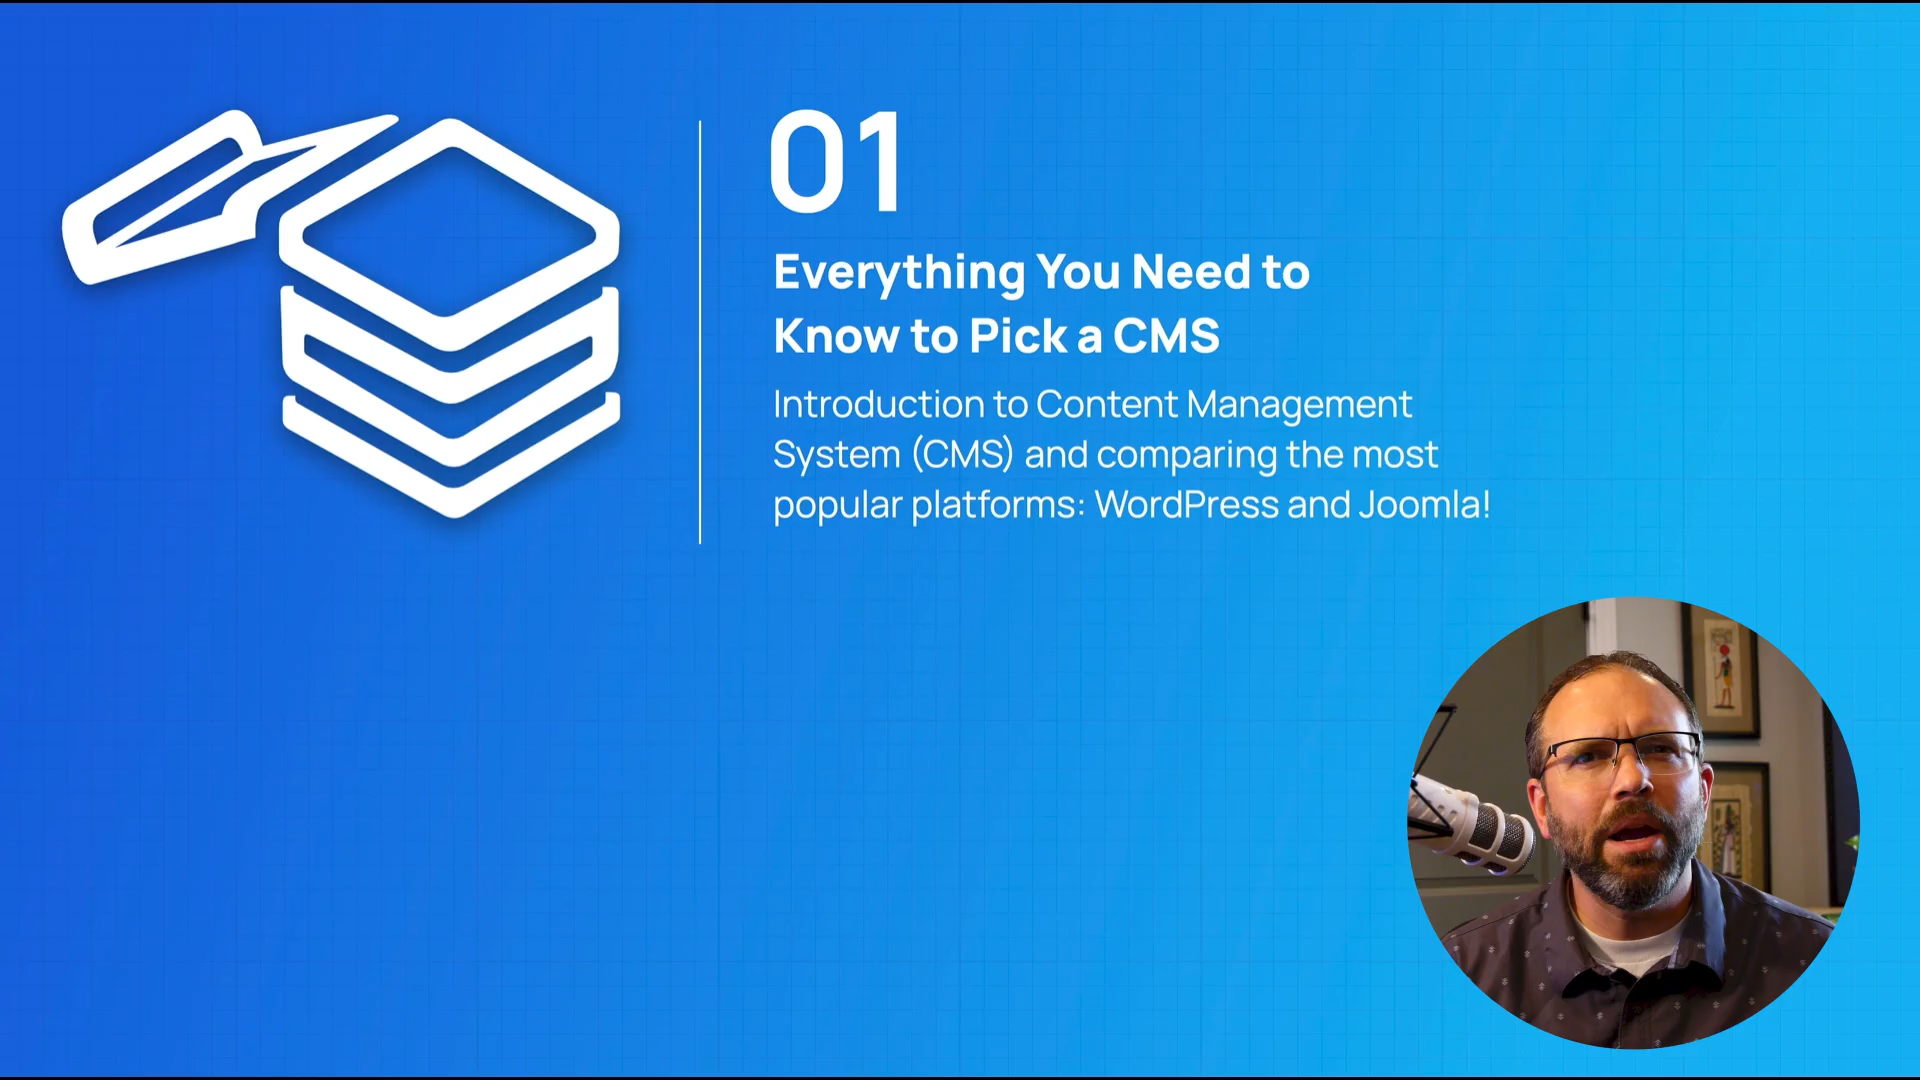 01
Everything You Need to
Know to Pick a CMS
Introduction to Content Management
System (CMS) and comparing the most
popular platforms: WordPress and Joomla!